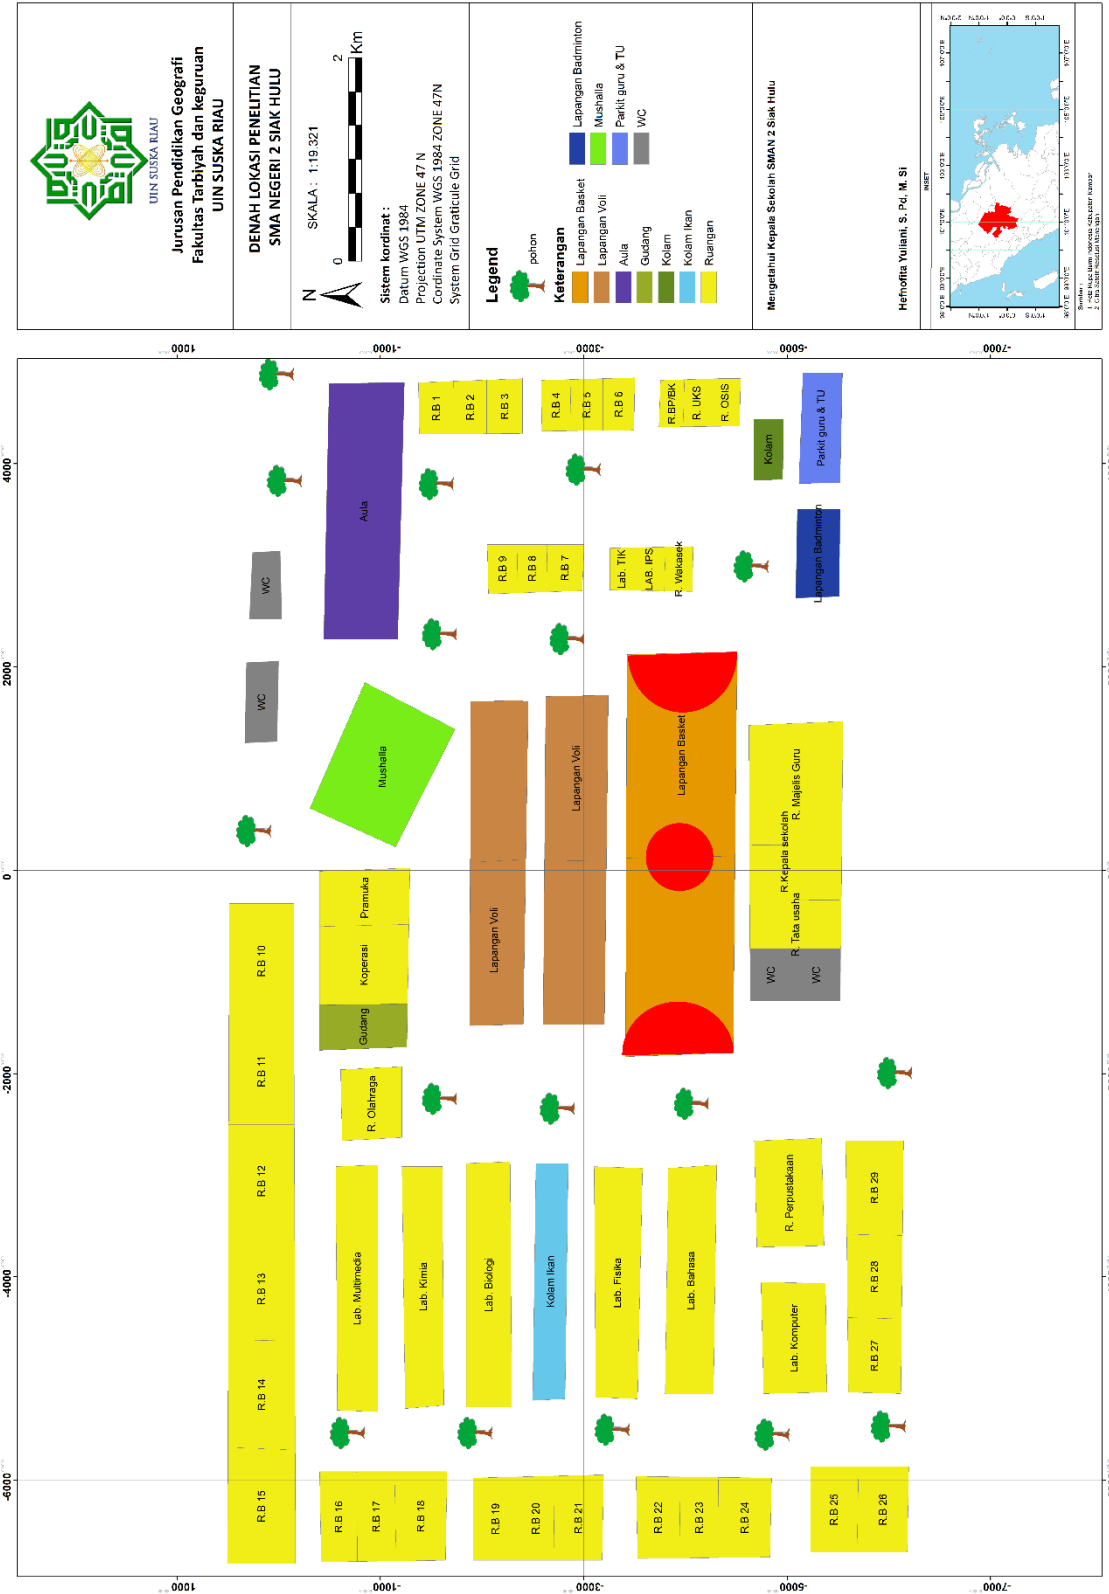 UIN SUSKA RIAU
Jurusan Pendidikan Geografi
Fakultas Tarbiyah dan keguruan
UIN SUSKA RIAU
DENAH LOKASI PENELITIAN
SMA NEGERI 2 SIAK HULU
SKALA : 1:19.321
N
0
2
Km
Sistem kordinat :
Datum WGS 1984
Projection UTM ZONE 47 N
Cordinate System WGS 1984 ZONE 47N
System Grid Graticule Grid
Legend
pohon
Keterangan
Lapangan Basket
Lapangan Voli
Aula
Gudang
Kolam
Kolam Ikan
Ruangan
Lapangan Badminton
Mushalla
Parkit guru & TU
WC
Mengetahui Kepala Sekolah SMAN 2 Siak Hulu
Hefnofita Yuliani, S. Pd, M. Si
INSET
1000
-1000
-3000
-5000
-7000
4000
2000
0
-2000
-4000
-6000
R.B 1
R.B 2
R.B 3
R.B 4
R.B 5
R.B 6
R.BP/BK
R. UKS
R. OSIS
Kolam
Parkit guru & TU
Aula
WC
R.B 9
R.B 8
R.B 7
Lab. TIK
LAB. IPS
R. Wakasek
Lapangan Badminton
WC
Mushalla
Lapangan Voli
Lapangan Voli
Lapangan Basket
R. Majelis Guru
R.Kepala sekolah
R. Tata usaha
WC
WC
Pramuka
Koperasi
Gudang
R. Olahraga
R.B 10
R.B 11
R.B 12
R.B 13
R.B 14
R.B 15
Lab. Multimedia
Lab. Kimia
Lab. Biologi
Kolam Ikan
Lab. Fisika
Lab. Bahasa
R. Perpustakaan
Lab. Komputer
R.B 29
R.B 28
R.B 27
R.B 16
R.B 17
R.B 18
R.B 19
R.B 20
R.B 21
R.B 22
R.B 23
R.B 24
R.B 25
R.B 26
1000
-1000
-3000
-5000
-7000